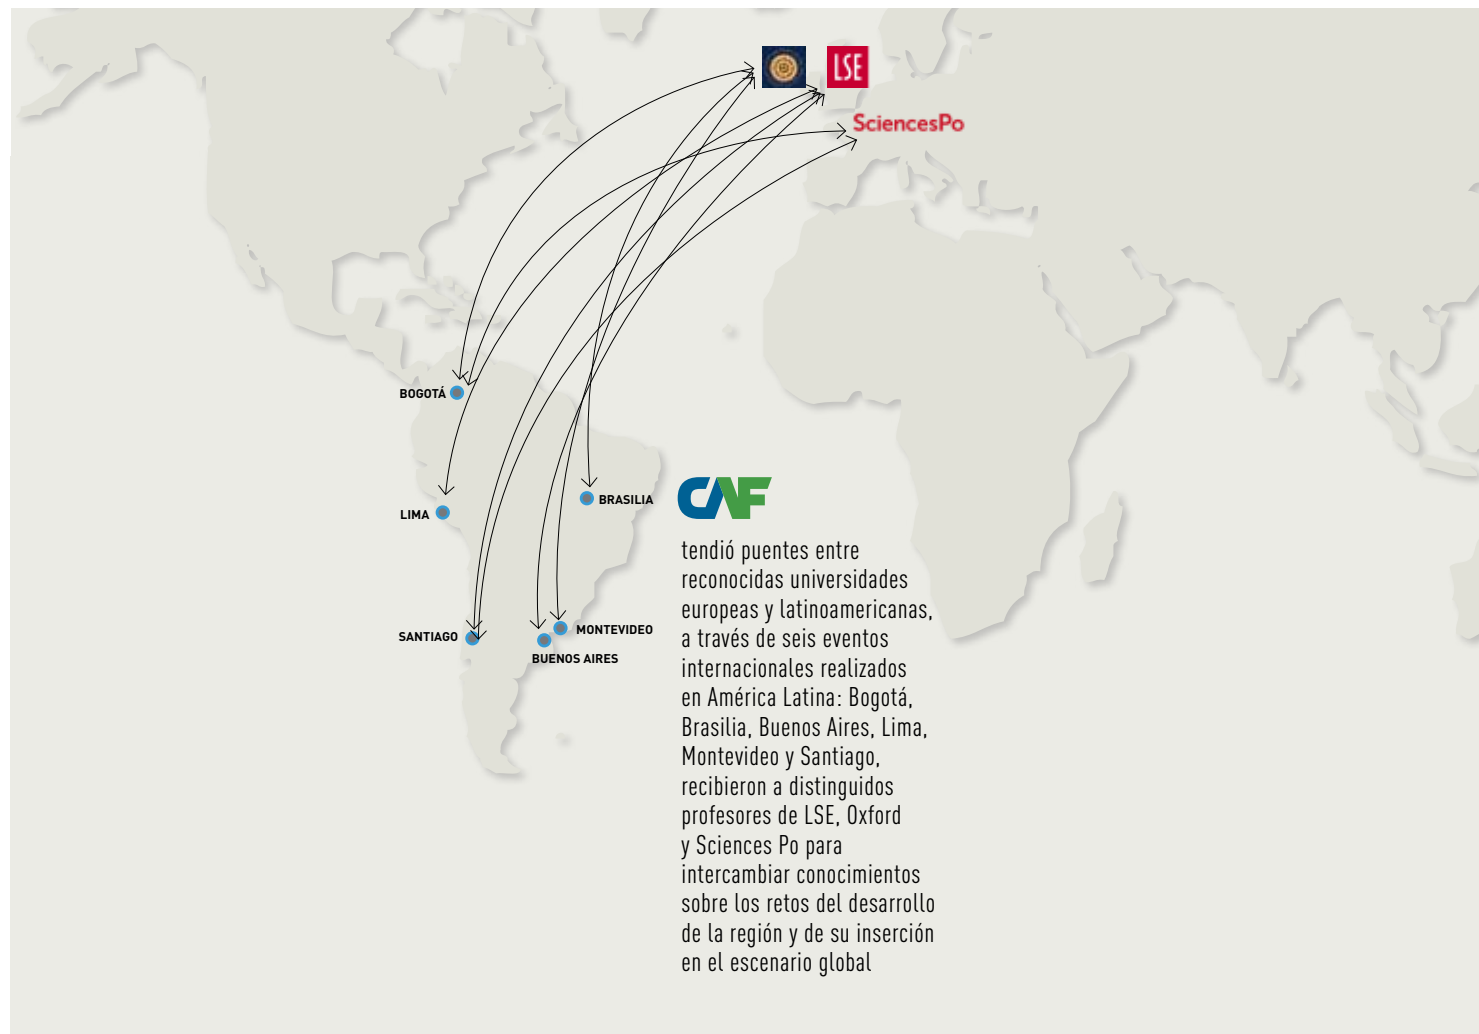 LSE
SciencesPo
BOGOTÁ
LIMA
BRASILIA
SANTIAGO
MONTEVIDEO
BUENOS AIRES
CAF
tendió puentes entre
reconocidas universidades
europeas y latinoamericanas,
a través de seis eventos
internacionales realizados
en América Latina: Bogotá,
Brasilia, Buenos Aires, Lima,
Montevideo y Santiago,
recibieron a distinguidos
profesores de LSE, Oxford
y Sciences Po para
intercambiar conocimientos
sobre los retos del desarrollo
de la región y de su inserción
en el escenario global